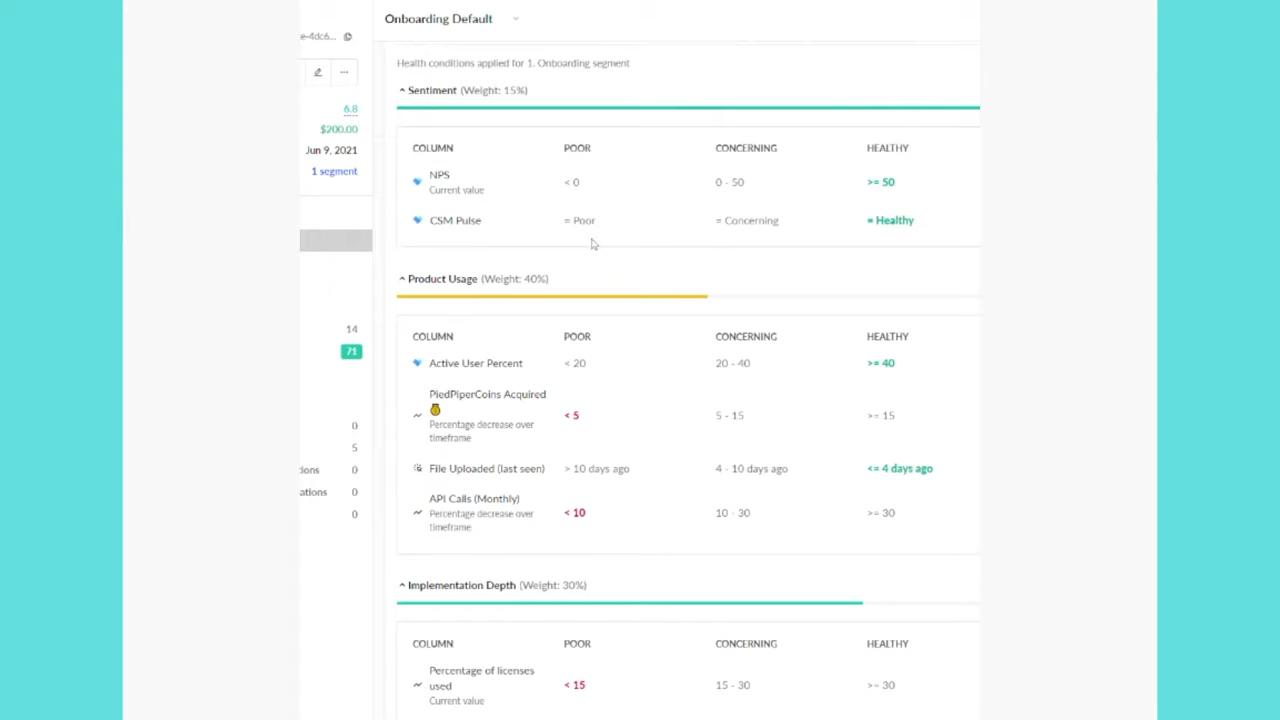 Onboarding Default
e-4dc6...
Health conditions applied for 1. Onboarding segment
Sentiment (Weight: 15%)
6.8
$200.00
Jun 9, 2021
1 segment
COLUMN POOR CONCERNING HEALTHY
NPS
Current value
< 0 0 - 50 >= 50
CSM Pulse = Poor = Concerning = Healthy
Product Usage (Weight: 40%)
14
71
COLUMN POOR CONCERNING HEALTHY
Active User Percent < 20 20 - 40 >= 40
PiedPiperCoins Acquired
Percentage decrease over
timeframe
< 5 5 - 15 >= 15
0
5
tions 0
ations 0
0
File Uploaded (last seen) > 10 days ago 4 - 10 days ago <= 4 days ago
API Calls (Monthly)
Percentage decrease over
timeframe
< 10 10 - 30 >= 30
Implementation Depth (Weight: 30%)
COLUMN POOR CONCERNING HEALTHY
Percentage of licenses
used
Current value
< 15 15 - 30 >= 30